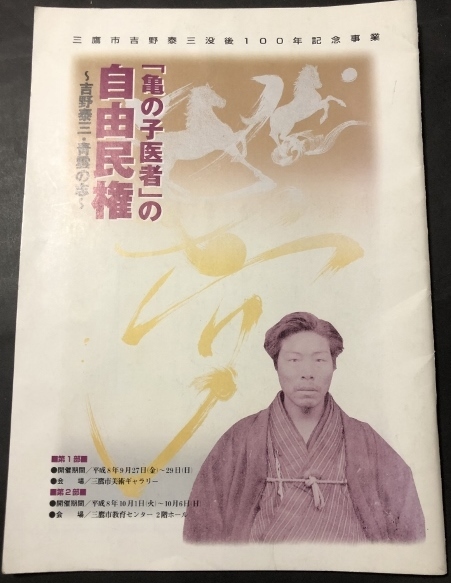 三鷹市吉野泰三没後100年記念事業
「亀の子医者」の
自由民権
～吉野泰三・青雲の志～
夢
■第1部■
●開催期間／平成8年9月27日(金)～29日(日)
●会　　場／三鷹市美術ギャラリー
■第2部■
●開催期間／平成8年10月1日(火)～10月6日(日)
●会　　場／三鷹市教育センター2階ホール